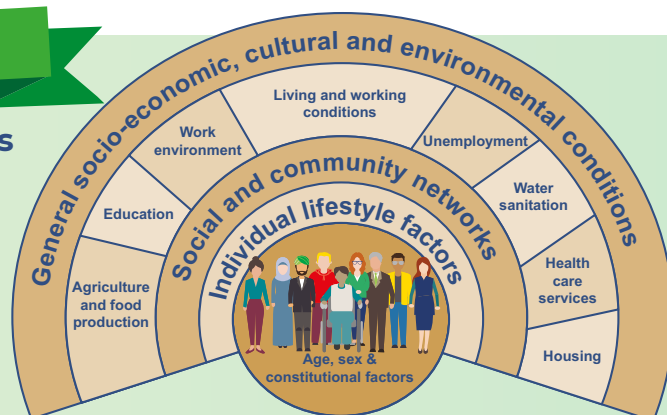 s
General socio-economic, cultural and environmental conditions
Living and working
conditions
Work
environment
Unemployment
Education
Water
sanitation
Agriculture
and food
production
Health
care
services
Housing
Social and community networks
Individual lifestyle factors
Age, sex &
constitutional factors